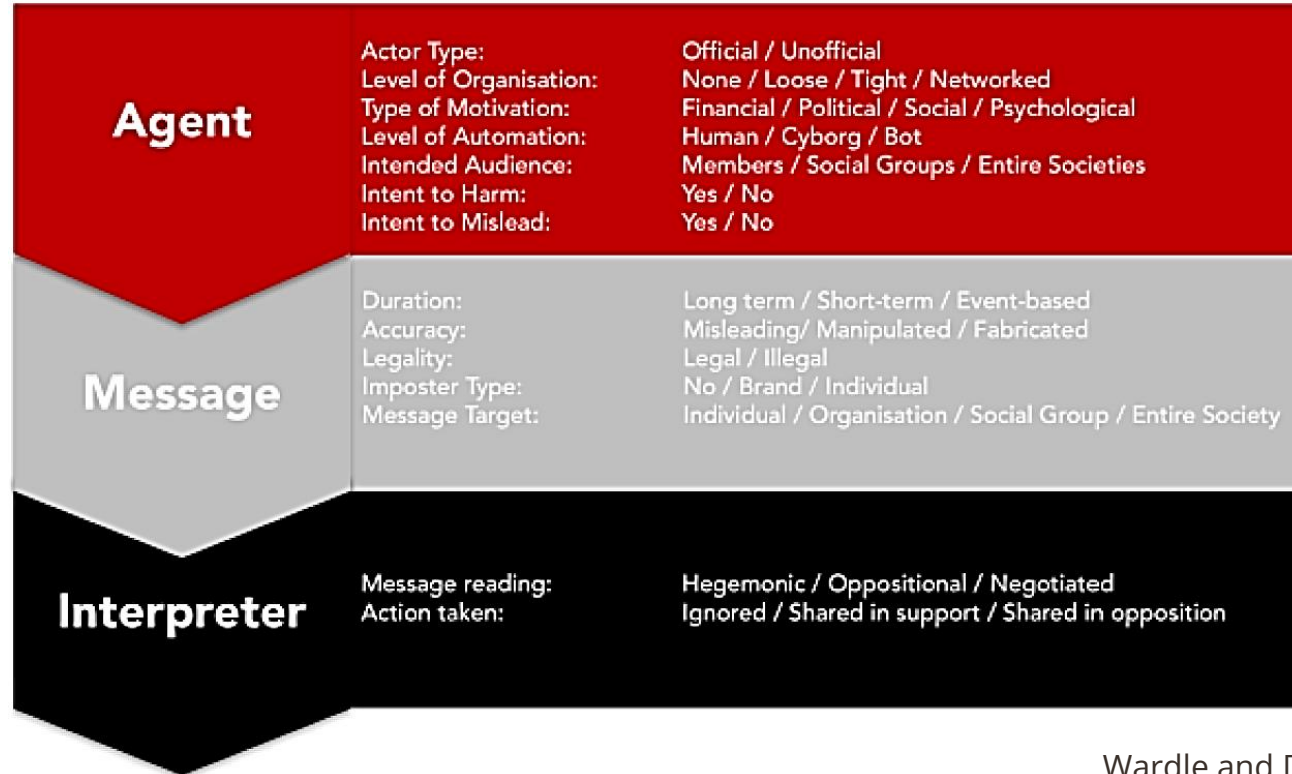 Agent
Actor Type: Official / Unofficial
Level of Organisation: None / Loose / Tight / Networked
Type of Motivation: Financial / Political / Social / Psychological
Level of Automation: Human / Cyborg / Bot
Intended Audience: Members / Social Groups / Entire Societies
Intent to Harm: Yes / No
Intent to Mislead: Yes / No
Message
Duration: Long term / Short-term / Event-based
Accuracy: Misleading/ Manipulated / Fabricated
Legality: Legal / Illegal
Imposter Type: No / Brand / Individual
Message Target: Individual / Organisation / Social Group / Entire Society
Interpreter
Message reading: Hegemonic / Oppositional / Negotiated
Action taken: Ignored / Shared in support / Shared in opposition
Wardle and